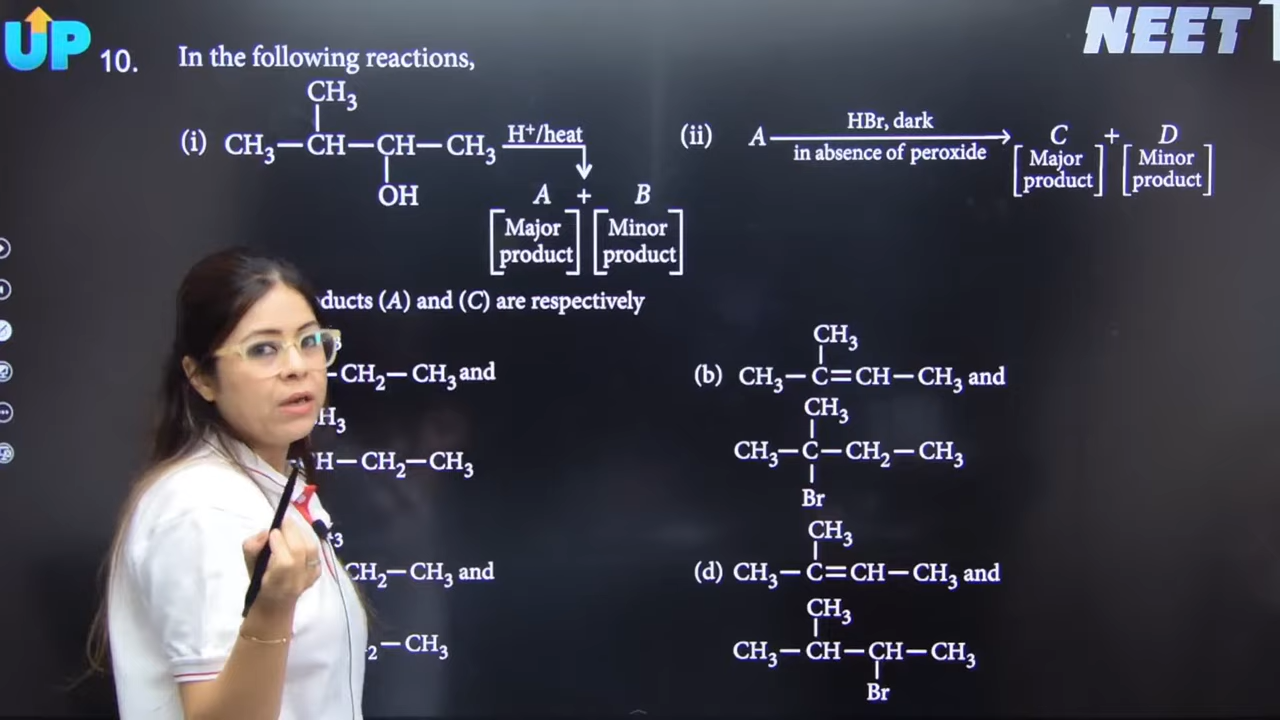 UP
NEET
10. In the following reactions,
CH₃
(i) CH₃—CH—CH—CH₃ H⁺/heat
OH
A + B
[Major product] [Minor product]
(ii) A HBr, dark
in absence of peroxide
C + D
[Major product] [Minor product]
ducts (A) and (C) are respectively
—CH₂—CH₃ and
H₃
H—CH₂—CH₃
(b) CH₃—C=CH—CH₃ and
CH₃
CH₃
CH₃—C—CH₂—CH₃
Br
₃
CH₂—CH₃ and
₂—CH₃
(d) CH₃—C=CH—CH₃ and
CH₃
CH₃
CH₃—CH—CH—CH₃
Br